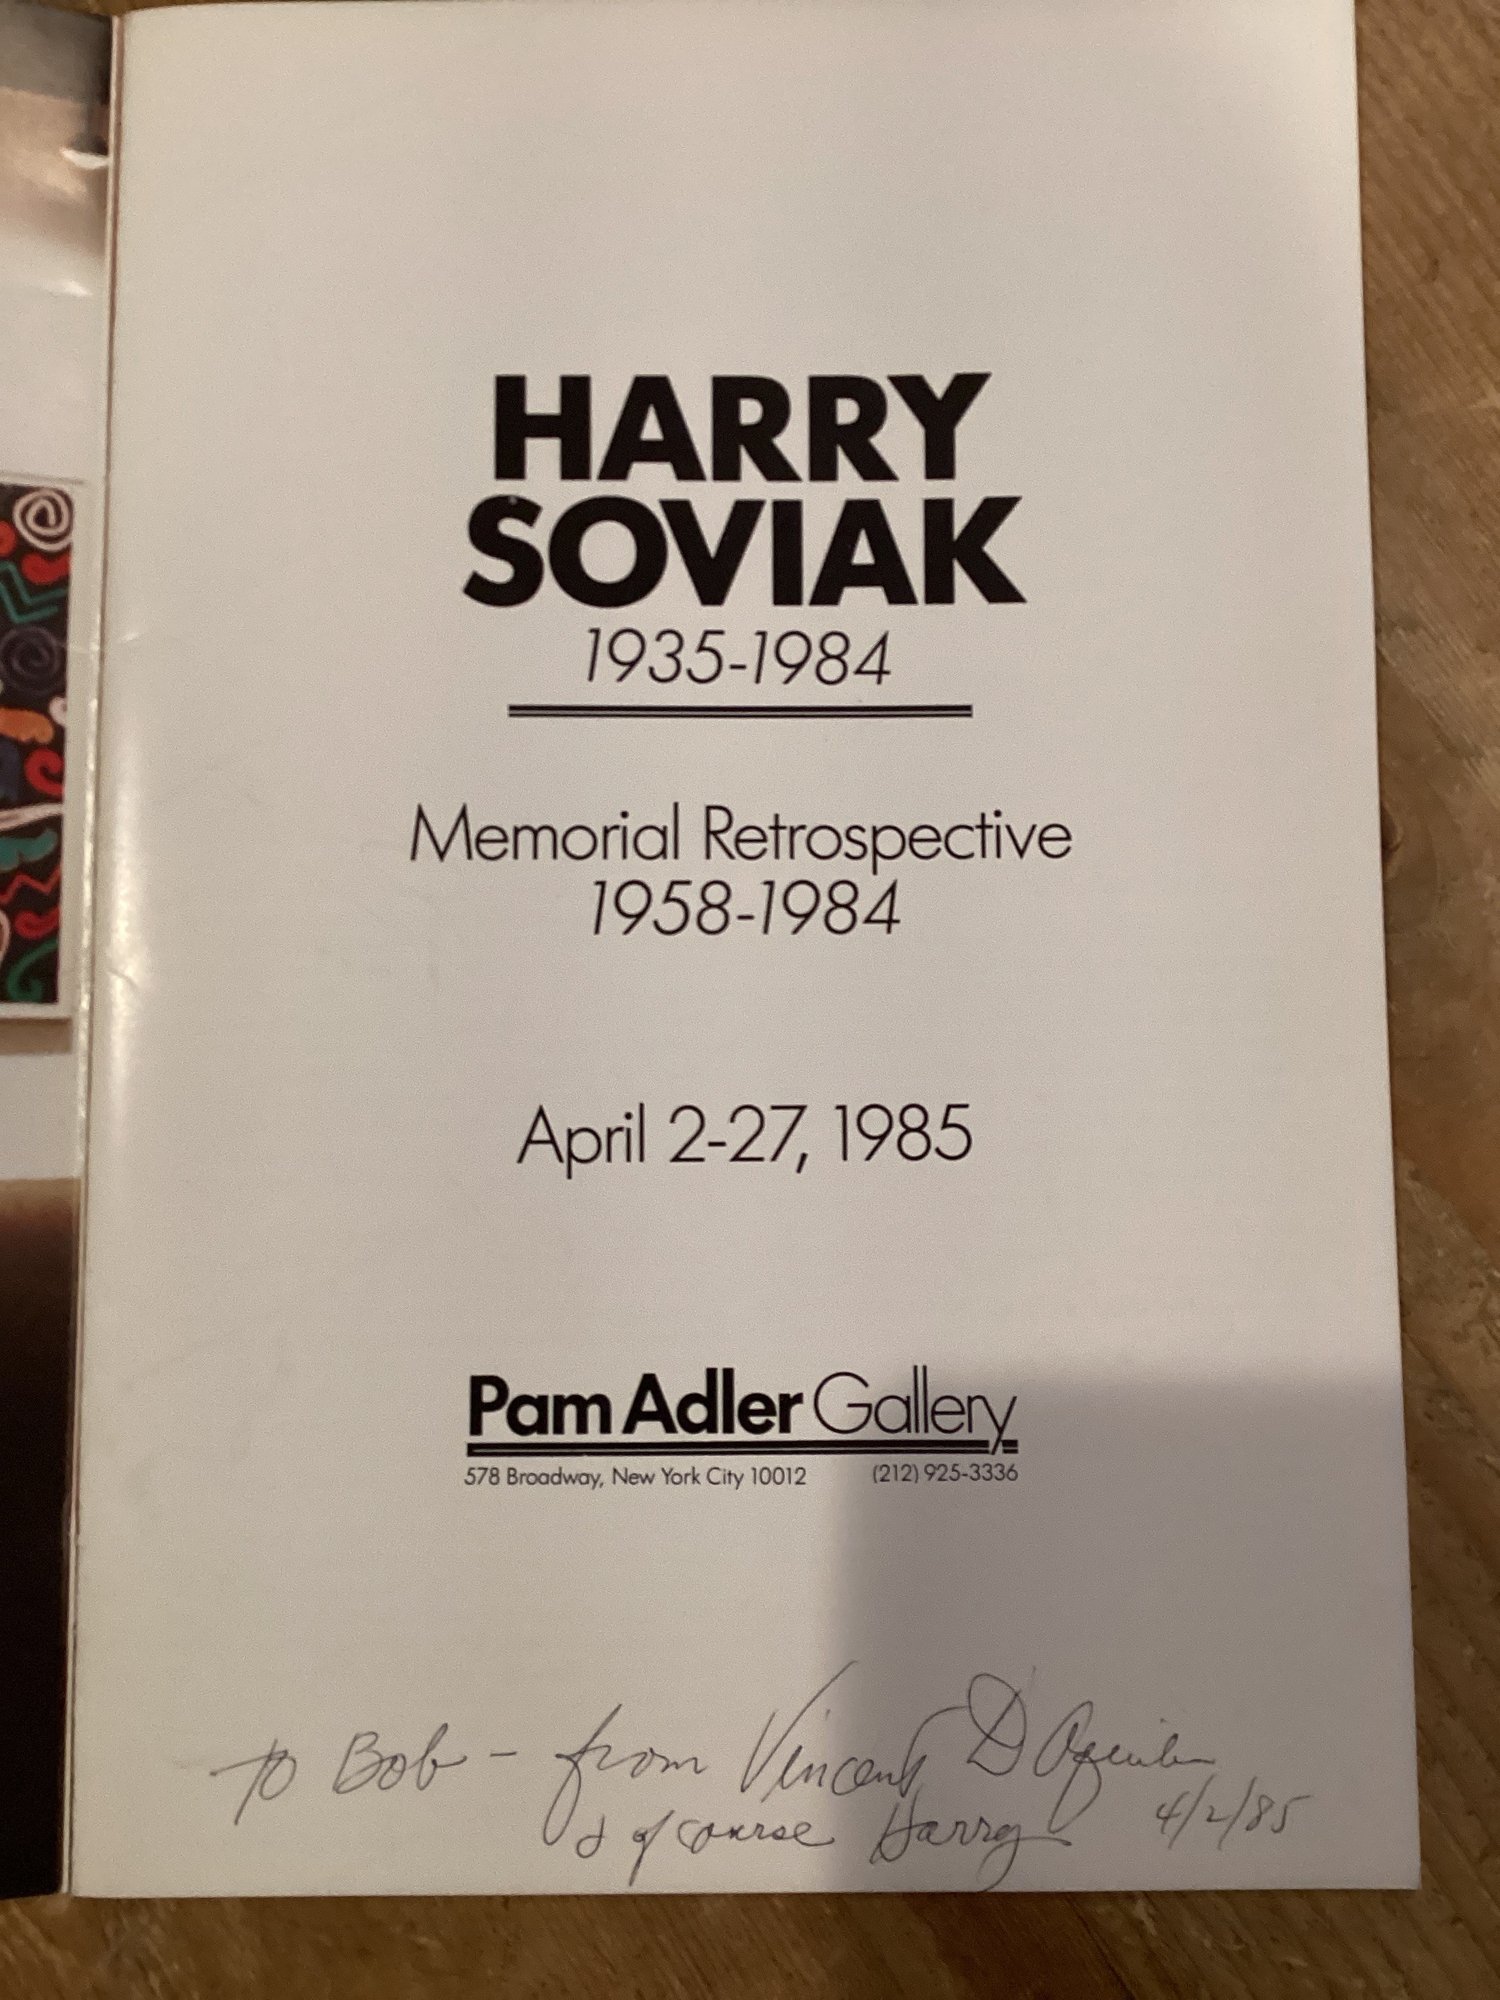 HARRY
SOVIAK
1935-1984
Memorial Retrospective
1958-1984
April 2-27, 1985
Pam Adler Gallery
578 Broadway, New York City 10012 (212) 925-3336
to Bob - from Vincent D
& of course Harry 4/2/85